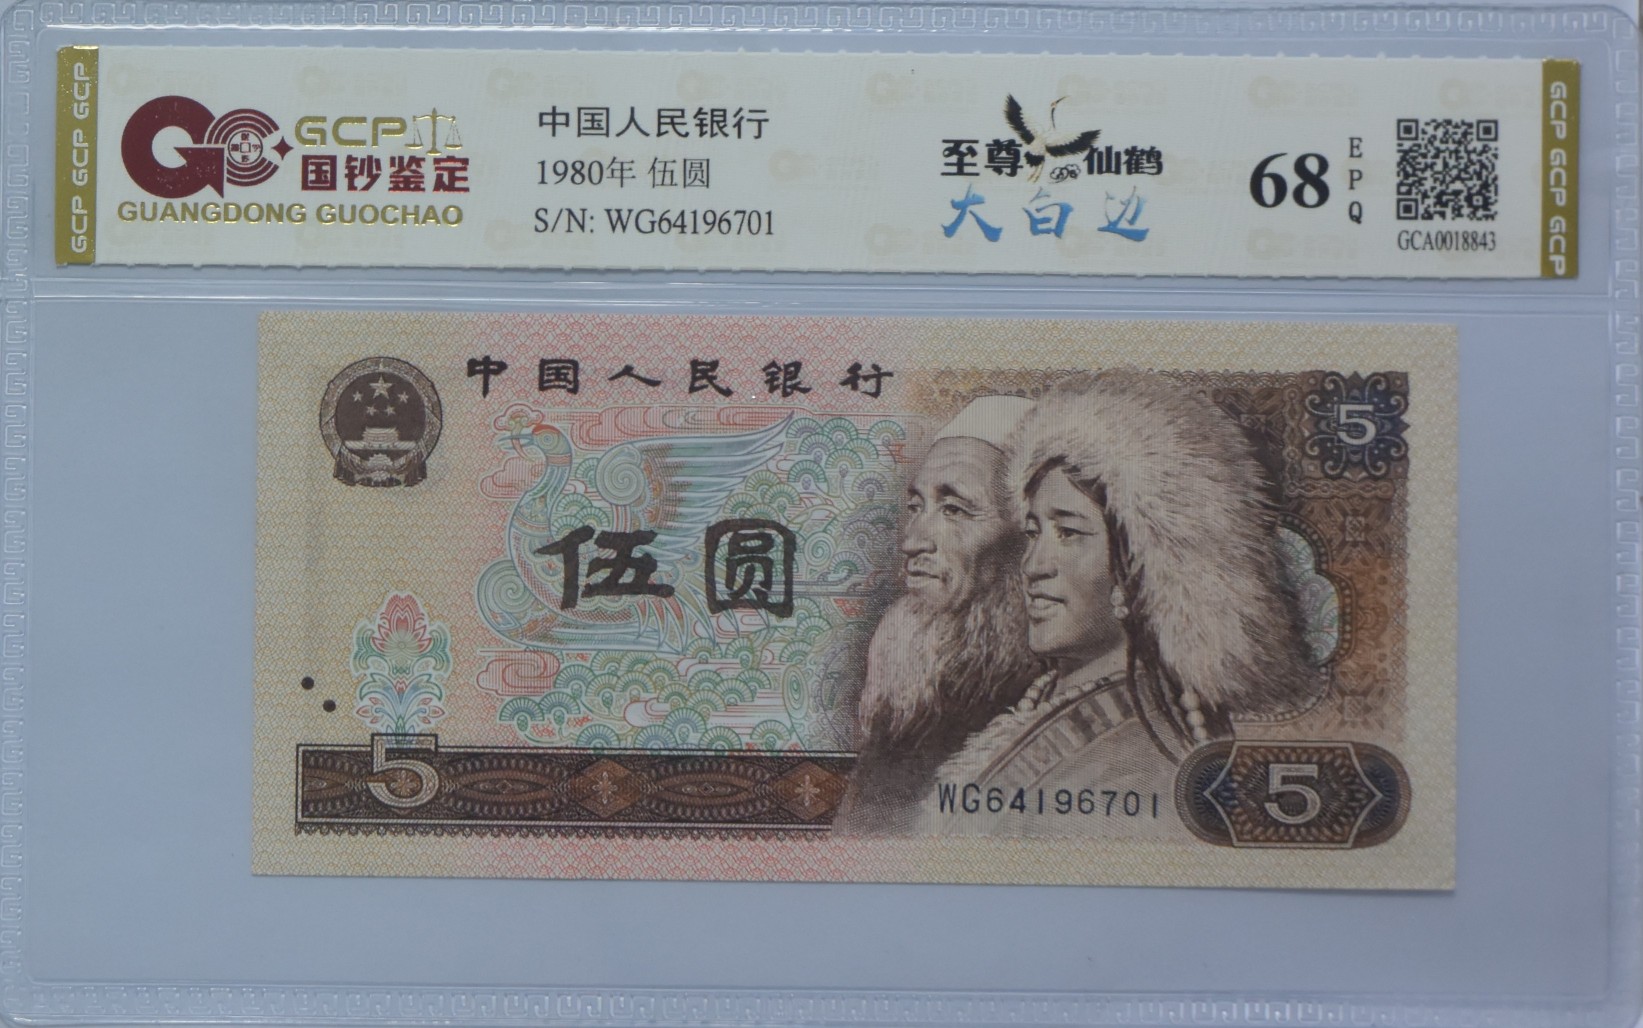 GCP GCP GCP
GCP
国钞鉴定
GUANGDONG GUOCHAO
中国人民银行
1980年 伍圆
S/N: WG64196701
至尊 仙鹤
大白边
68
EPQ
GCA0018843
GCP GCP GCP
中国人民银行
5
伍圆
5
WG64196701
5